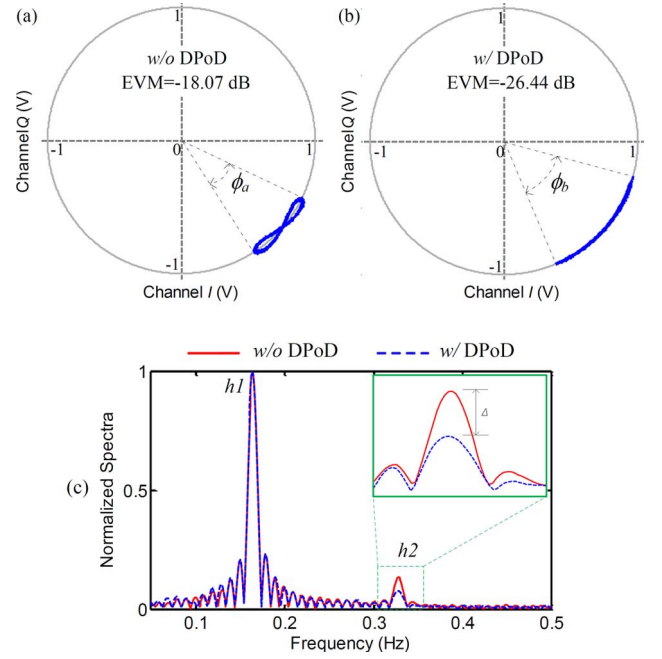 (a)
1
w/o DPoD
EVM=-18.07 dB
Channel Q (V)
-1
0
1
ϕa
-1
Channel I (V)
(b)
1
w/ DPoD
EVM=-26.44 dB
Channel Q (V)
-1
0
1
ϕb
-1
Channel I (V)
w/o DPoD
w/ DPoD
(c)
Normalized Spectra
1
0.5
0
h1
Δ
h2
0.1
0.2
0.3
0.4
0.5
Frequency (Hz)